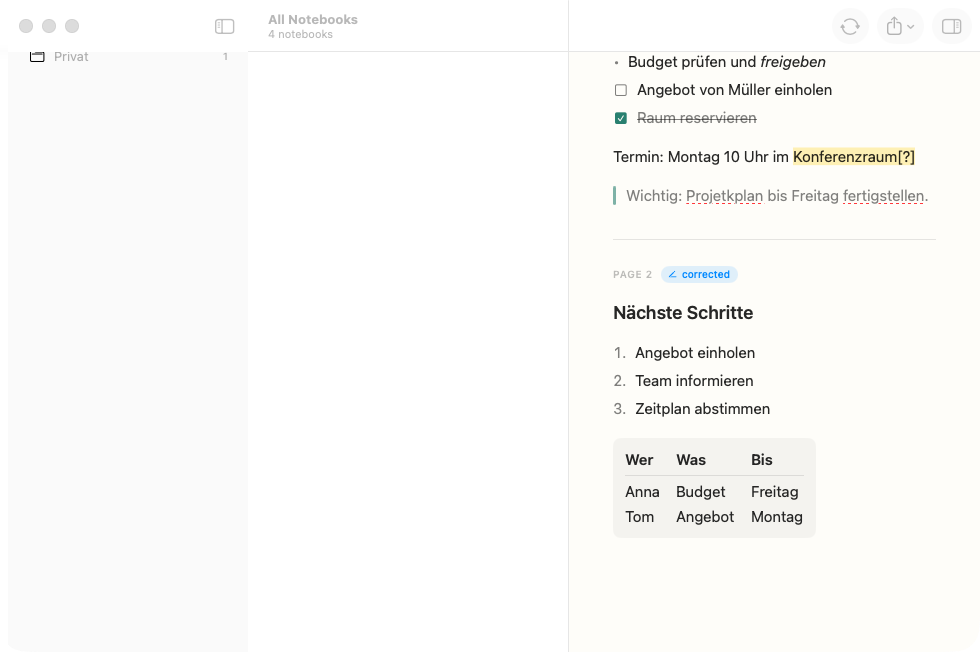 All Notebooks
4 notebooks
Privat 1
Budget prüfen und freigeben
Angebot von Müller einholen
Raum reservieren
Termin: Montag 10 Uhr im Konferenzraum[?]
Wichtig: Projetkplan bis Freitag fertigstellen.
PAGE 2 corrected
Nächste Schritte
1. Angebot einholen
2. Team informieren
3. Zeitplan abstimmen
Wer Was Bis
Anna Budget Freitag
Tom Angebot Montag